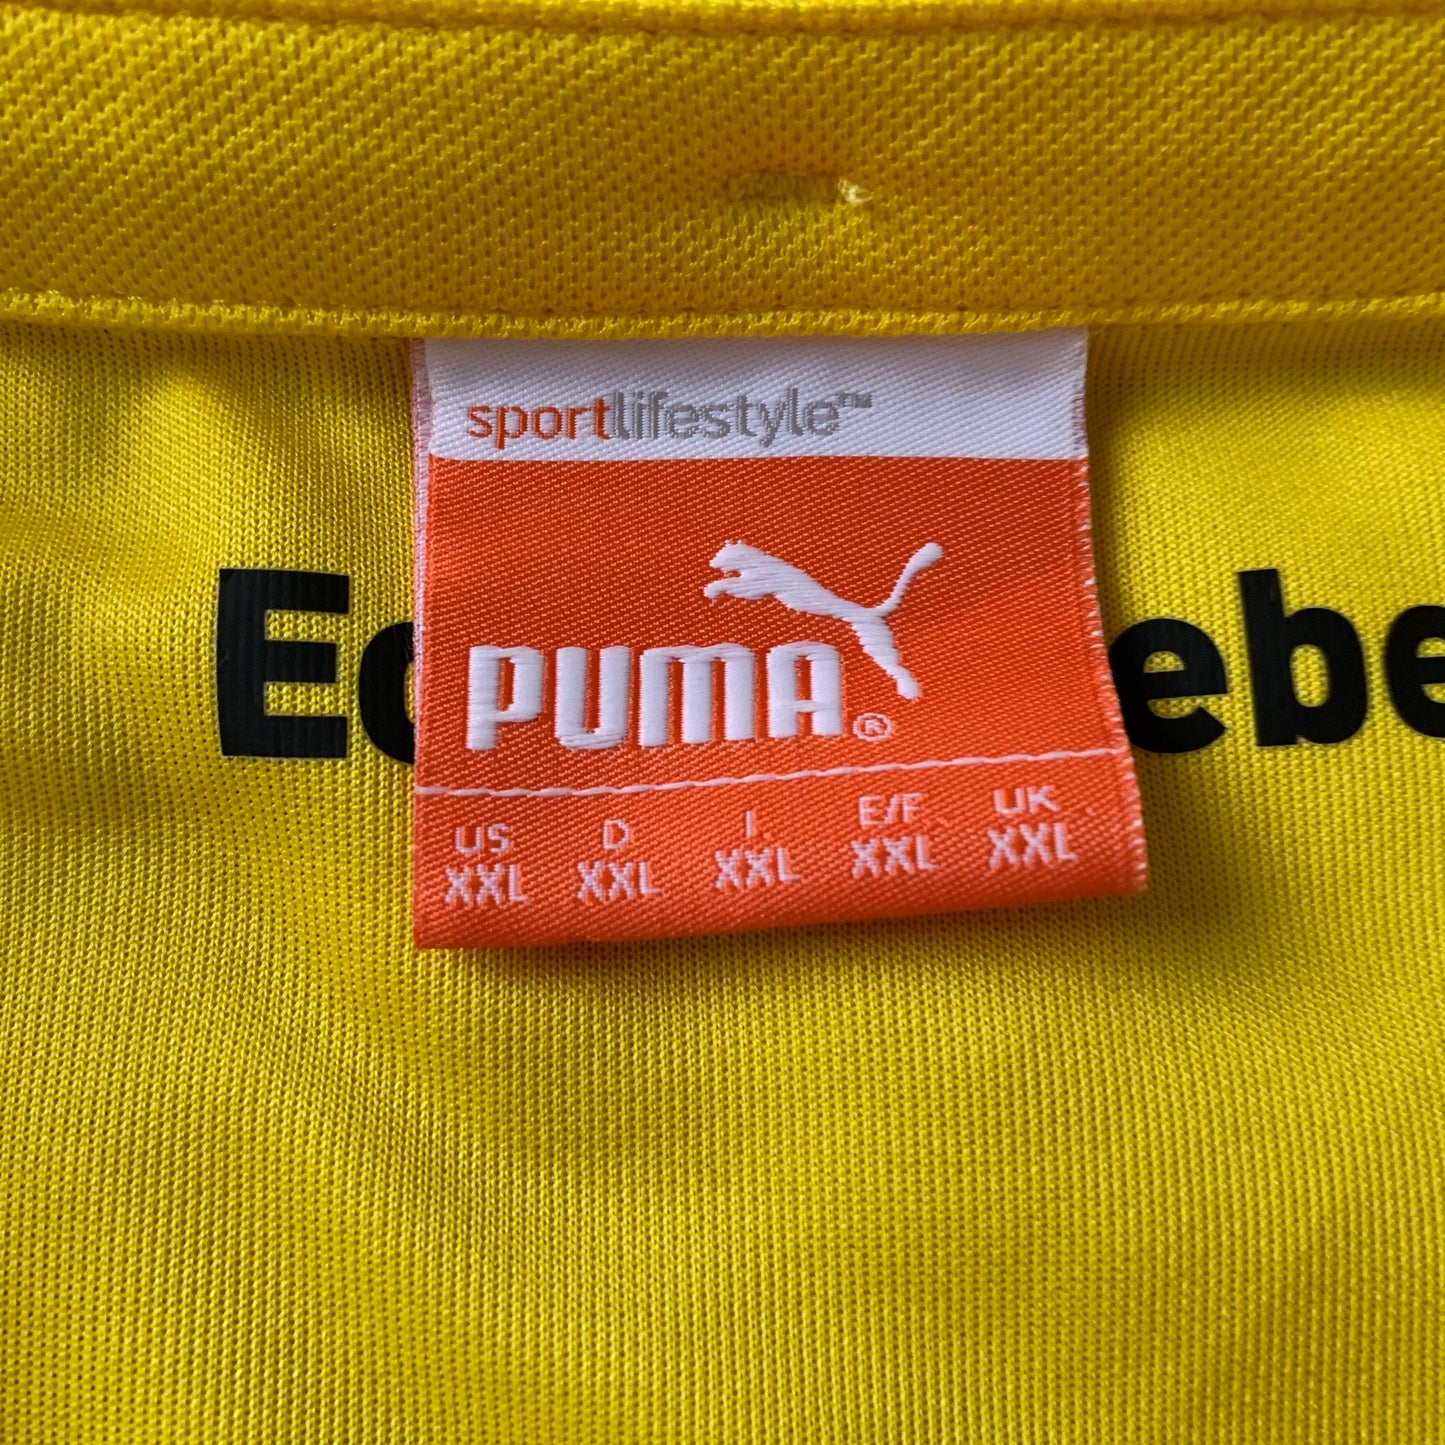 sportlifestyle™
PUMA®
US D I E/F UK
XXL XXL XXL XXL XXL